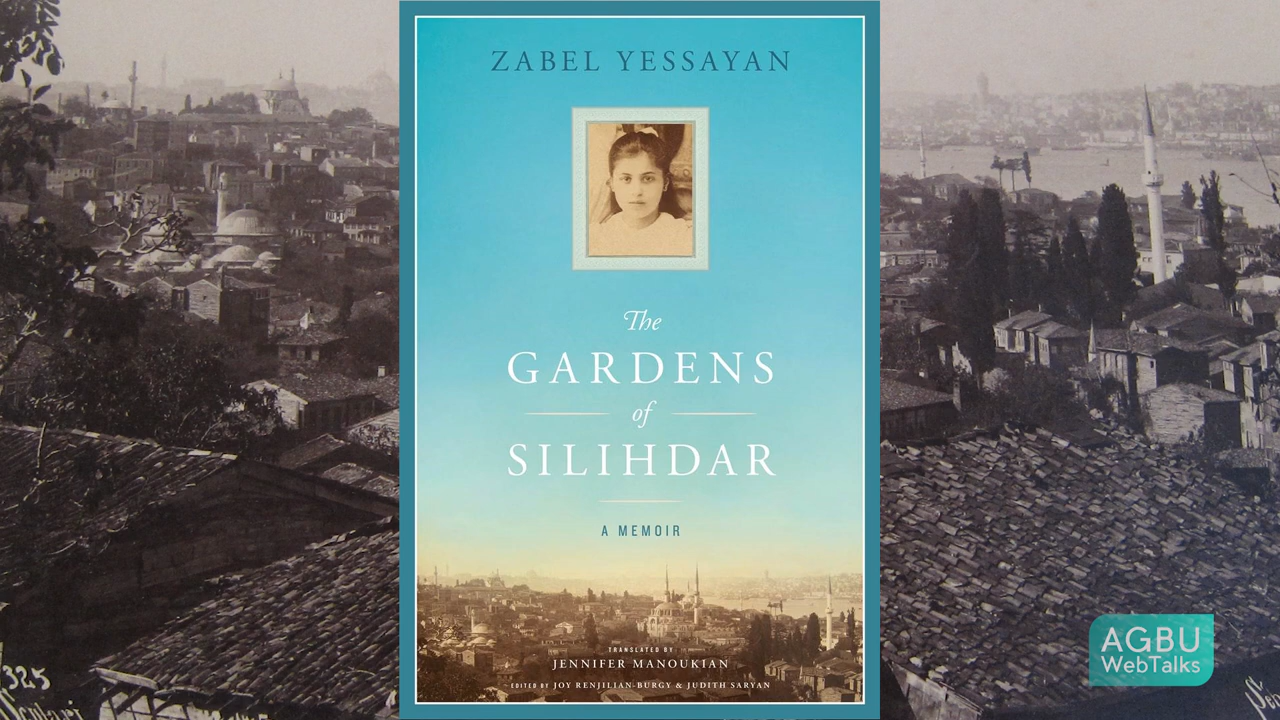 ZABEL YESSAYAN
The
GARDENS
of
SILIHDAR
A MEMOIR
TRANSLATED BY
JENNIFER MANOUKIAN
EDITED BY JOY RENJILIAN-BURGY & JUDITH SARYAN
AGBU
WebTalks
325